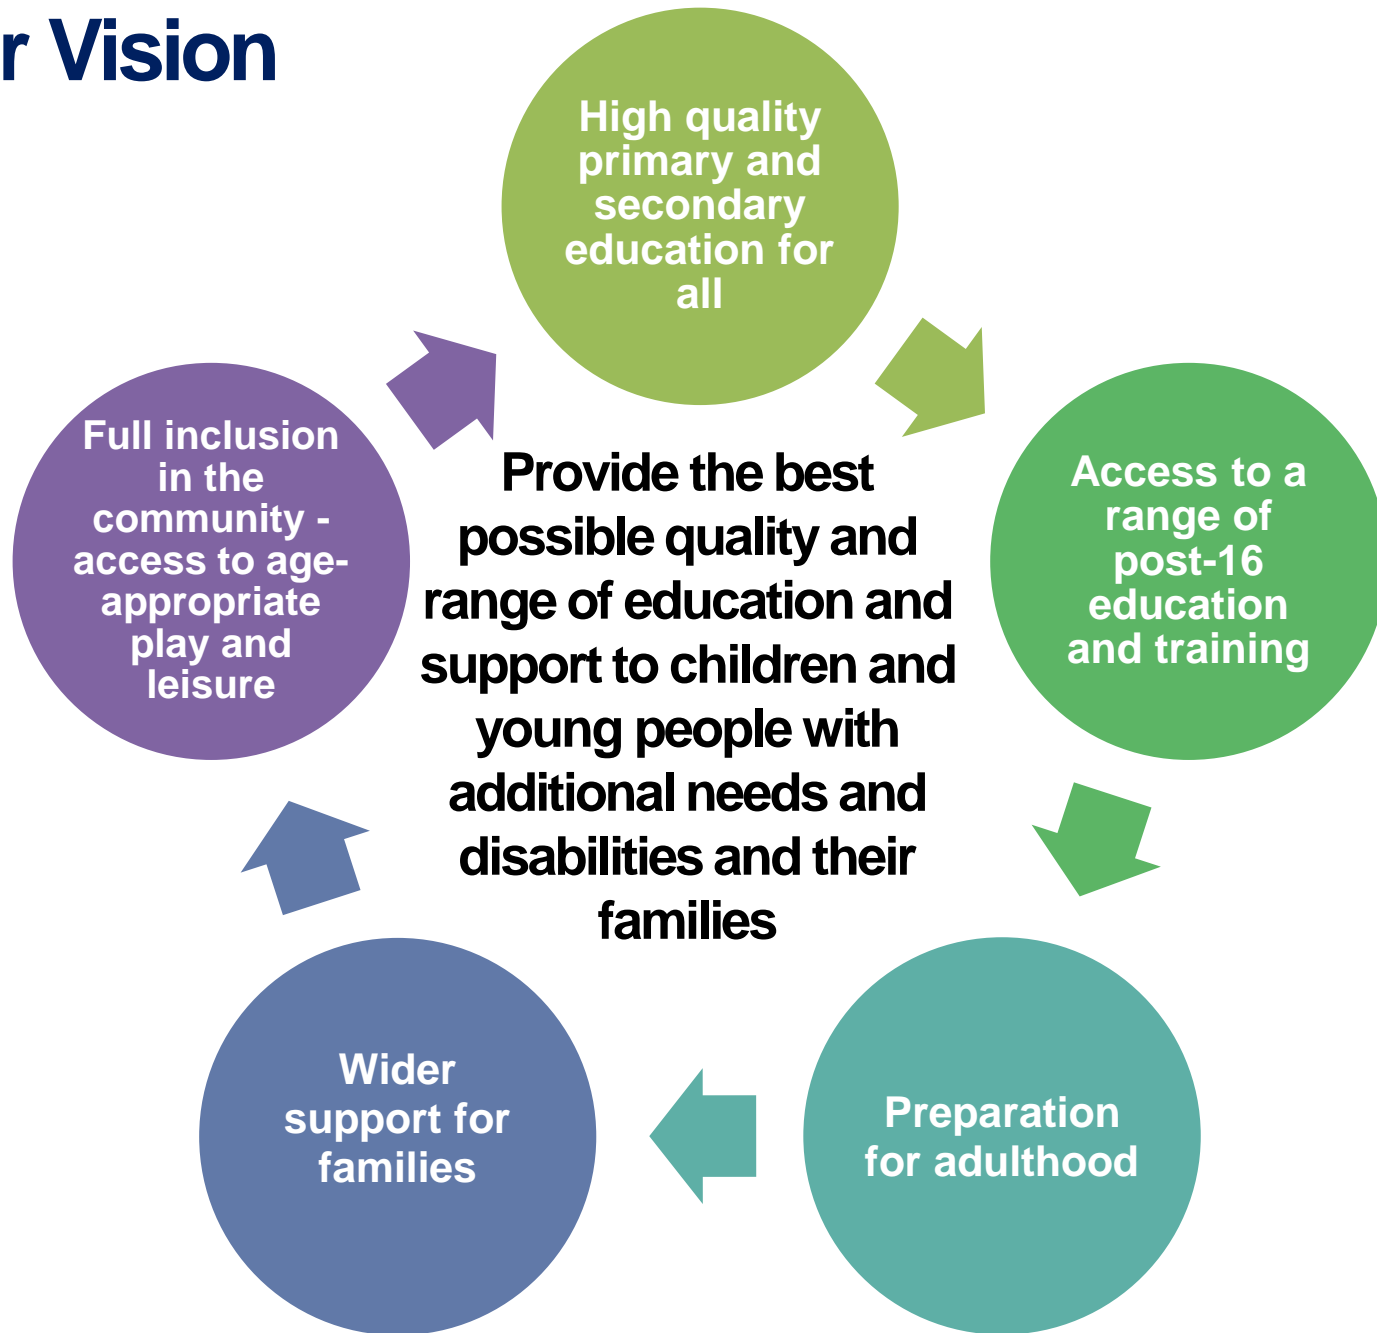 r Vision
High quality
primary and
secondary
education for
all
Access to a
range of
post-16
education
and training
Preparation
for adulthood
Wider
support for
families
Full inclusion
in the
community -
access to age-
appropriate
play and
leisure
Provide the best
possible quality and
range of education and
support to children and
young people with
additional needs and
disabilities and their
families